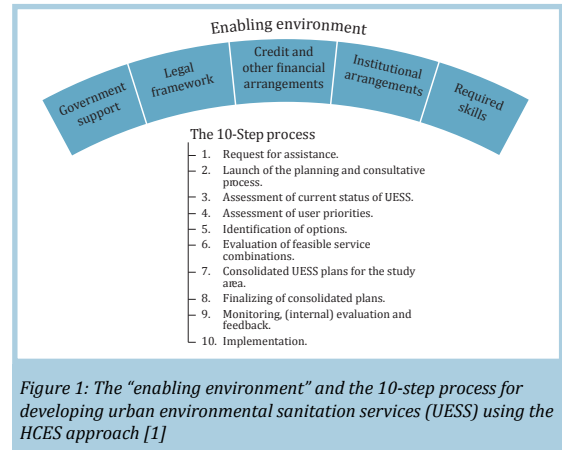 Enabling environment
Government
support
Legal
framework
Credit and
other financial
arrangements
Institutional
arrangements
Required
skills
The 10-Step process
1. Request for assistance.
2. Launch of the planning and consultative
process.
3. Assessment of current status of UESS.
4. Assessment of user priorities.
5. Identification of options.
6. Evaluation of feasible service
combinations.
7. Consolidated UESS plans for the study
area.
8. Finalizing of consolidated plans.
9. Monitoring, (internal) evaluation and
feedback.
10. Implementation.
Figure 1: The “enabling environment” and the 10-step process for
developing urban environmental sanitation services (UESS) using the
HCES approach [1]